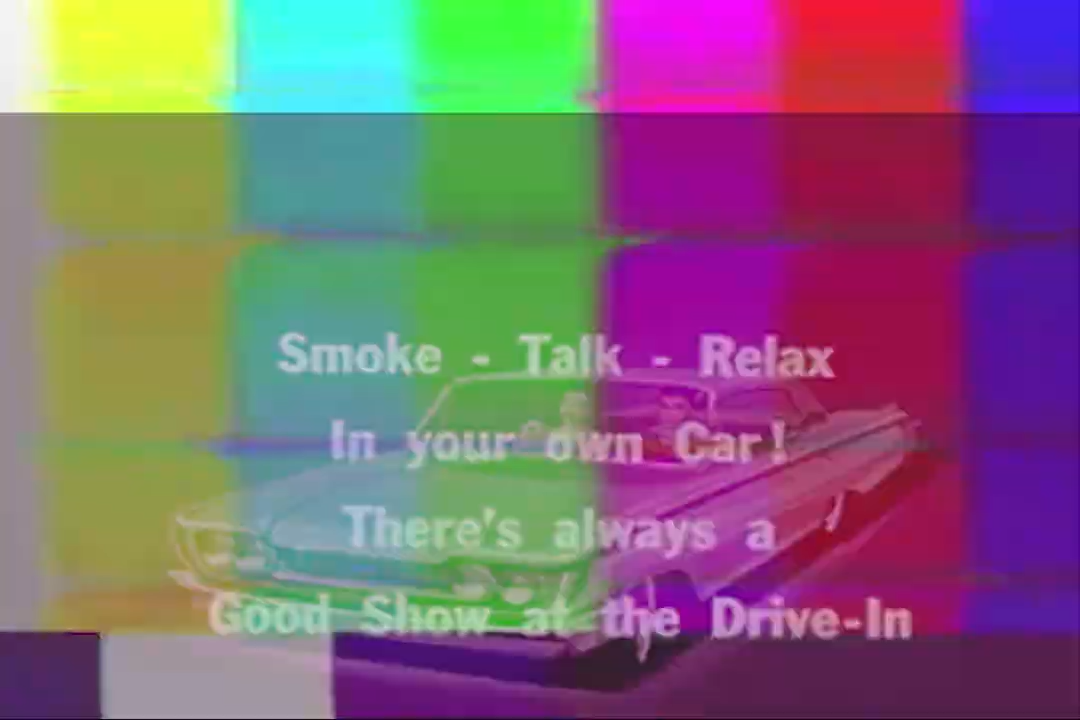 Smoke - Talk - Relax
In your own Car!
There's always a
Good Show at the Drive-In